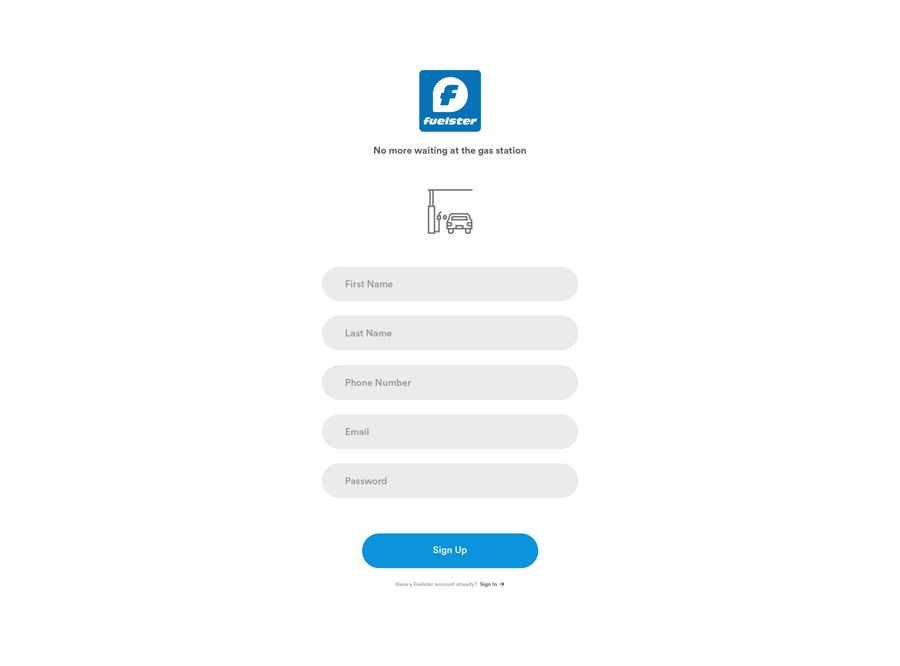 fuelster
No more waiting at the gas station
First Name
Last Name
Phone Number
Email
Password
Sign Up
Have a Fuelster account already? Sign In →